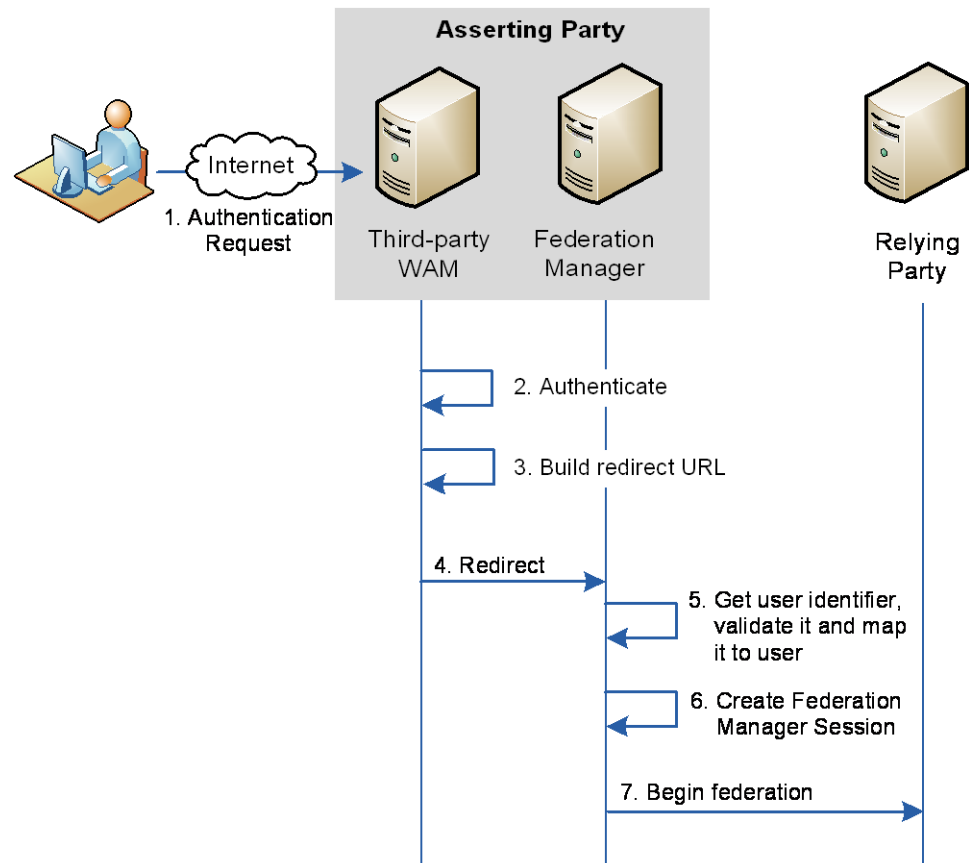 Asserting Party
Internet
1. Authentication
Request
Third-party
WAM
Federation
Manager
Relying
Party
2. Authenticate
3. Build redirect URL
4. Redirect
5. Get user identifier,
validate it and map
it to user
6. Create Federation
Manager Session
7. Begin federation